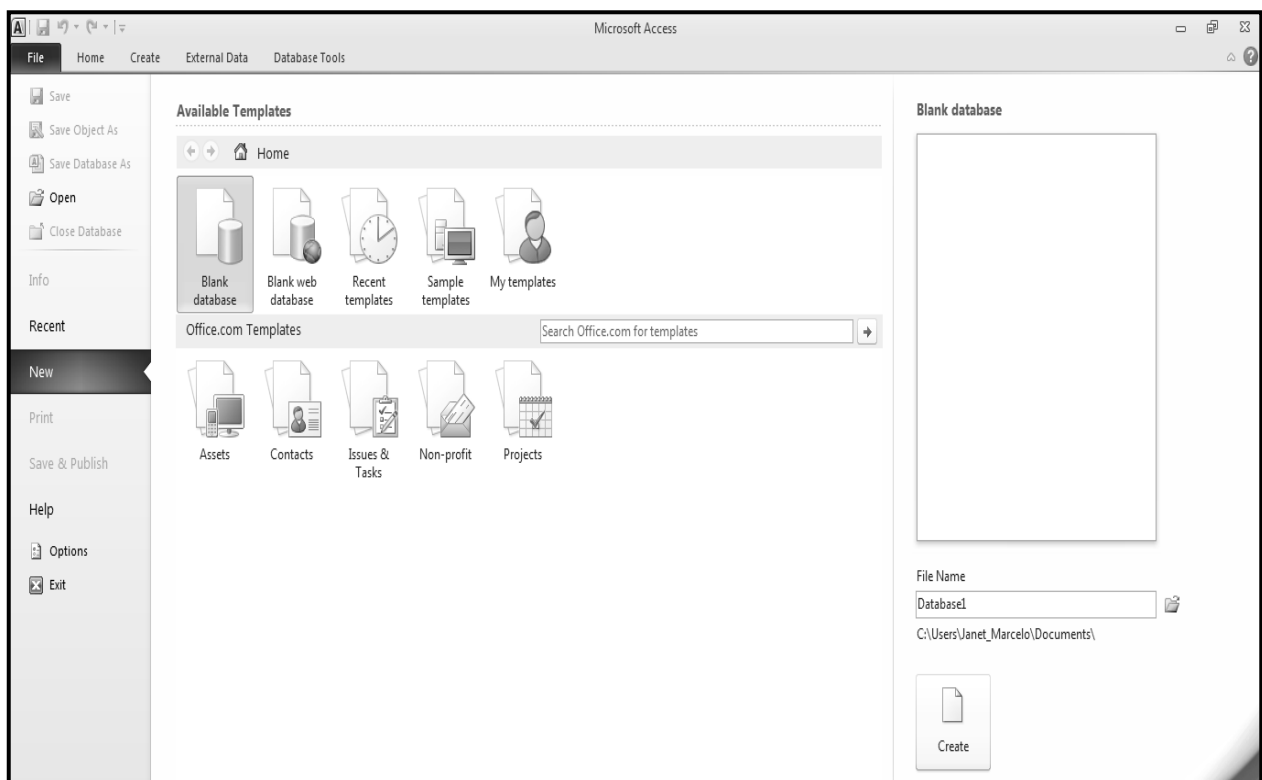 Microsoft Access
File Home Create External Data Database Tools
Save
Save Object As
Save Database As
Open
Close Database
Info
Recent
New
Print
Save & Publish
Help
Options
Exit
Available Templates
Home
Blank database
Blank web database
Recent templates
Sample templates
My templates
Office.com Templates
Search Office.com for templates
Assets
Contacts
Issues & Tasks
Non-profit
Projects
Blank database
File Name
Database1
C:\Users\Janet_Marcelo\Documents\
Create